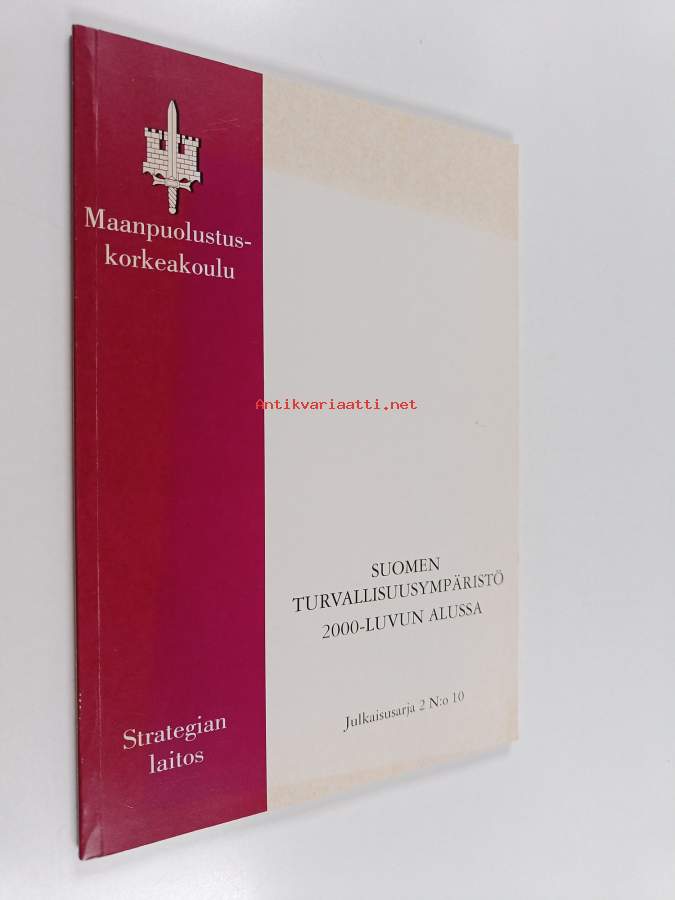 Maanpuolustus-
korkeakoulu
Antikvariaatti.net
SUOMEN
TURVALLISUUSYMPÄRISTÖ
2000-LUVUN ALUSSA
Julkaisusarja 2 N:o 10
Strategian
laitos